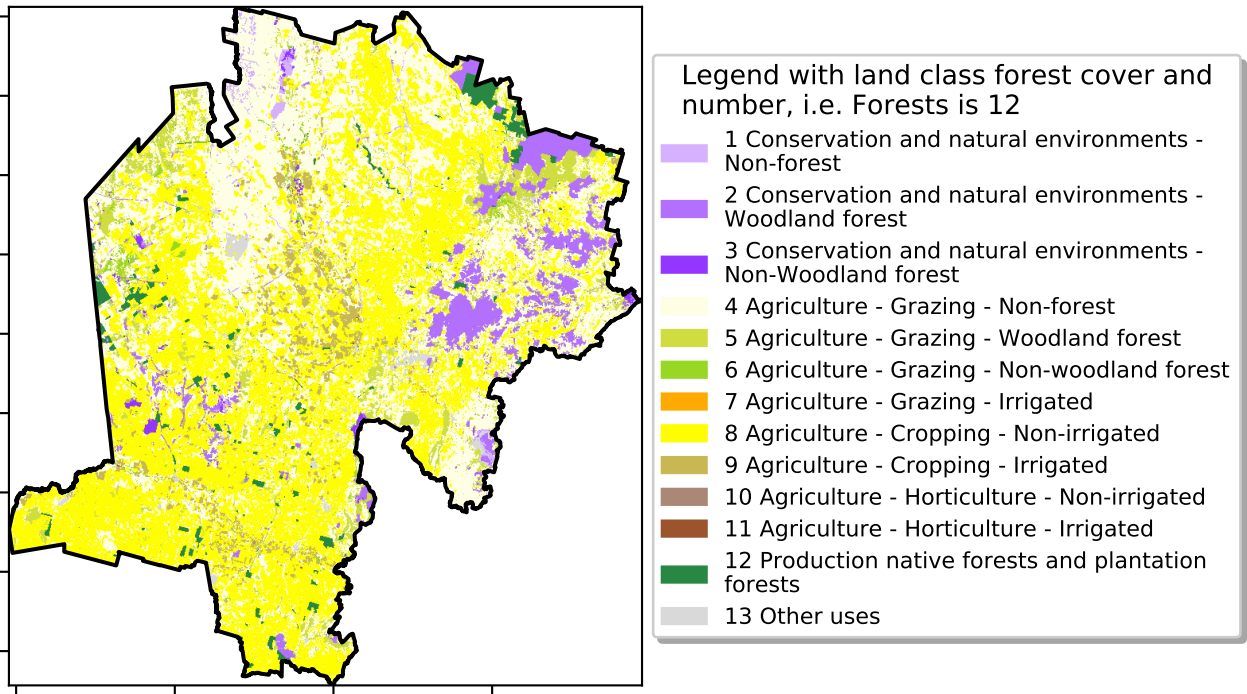 Legend with land class forest cover and
number, i.e. Forests is 12
1 Conservation and natural environments -
Non-forest
2 Conservation and natural environments -
Woodland forest
3 Conservation and natural environments -
Non-Woodland forest
4 Agriculture - Grazing - Non-forest
5 Agriculture - Grazing - Woodland forest
6 Agriculture - Grazing - Non-woodland forest
7 Agriculture - Grazing - Irrigated
8 Agriculture - Cropping - Non-irrigated
9 Agriculture - Cropping - Irrigated
10 Agriculture - Horticulture - Non-irrigated
11 Agriculture - Horticulture - Irrigated
12 Production native forests and plantation
forests
13 Other uses